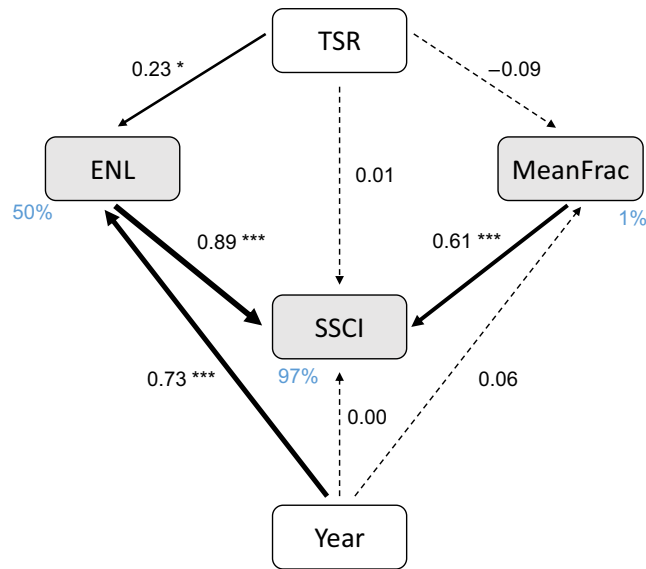 TSR
0.23 *
−0.09
ENL
MeanFrac
0.01
50%
1%
0.89 ***
0.61 ***
SSCI
97%
0.73 ***
0.06
0.00
Year